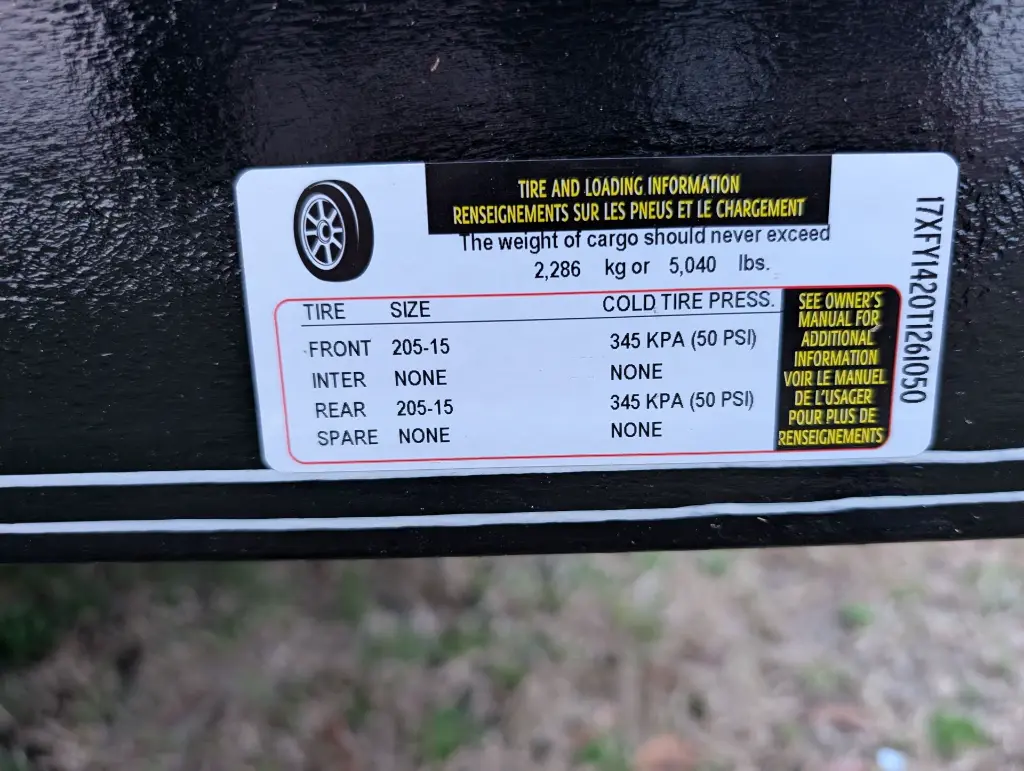 TIRE AND LOADING INFORMATION
RENSEIGNEMENTS SUR LES PNEUS ET LE CHARGEMENT
The weight of cargo should never exceed
2,286 kg or 5,040 lbs.
TIRE SIZE COLD TIRE PRESS.
FRONT 205-15 345 KPA (50 PSI)
INTER NONE NONE
REAR 205-15 345 KPA (50 PSI)
SPARE NONE NONE
SEE OWNER'S
MANUAL FOR
ADDITIONAL
INFORMATION
VOIR LE MANUEL
DE L'USAGER
POUR PLUS DE
RENSEIGNEMENTS
17XFY1420T1261050